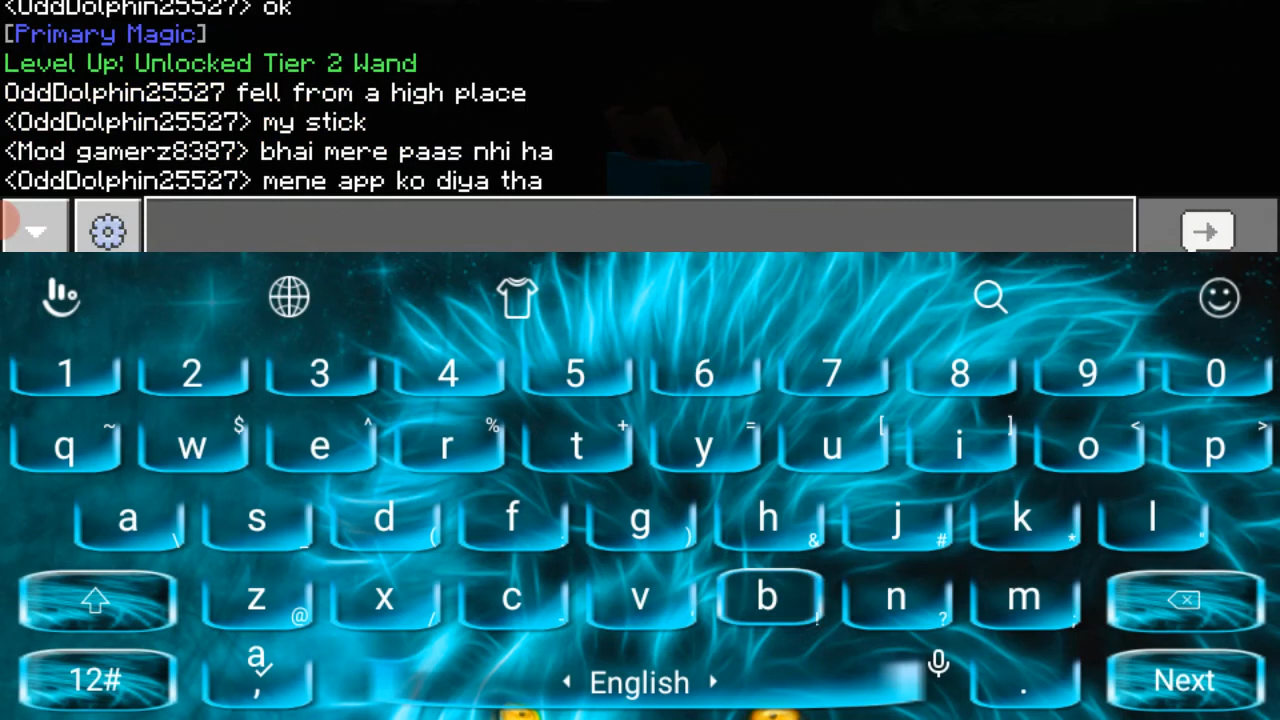 <OddDolphin25527> ok
[Primary Magic]
Level Up: Unlocked Tier 2 Wand
OddDolphin25527 fell from a high place
<OddDolphin25527> my stick
<Mod gamerz8387> bhai mere paas nhi ha
<OddDolphin25527> mene app ko diya tha
1 2 3 4 5 6 7 8 9 0
q ~ w $ e ^ r % t + y = u [ i ] o < p >
a \ s _ d ( f : g ) h & j # k * l "
z @ x / c - v ' b ! n ? m ;
12# a , English . Next